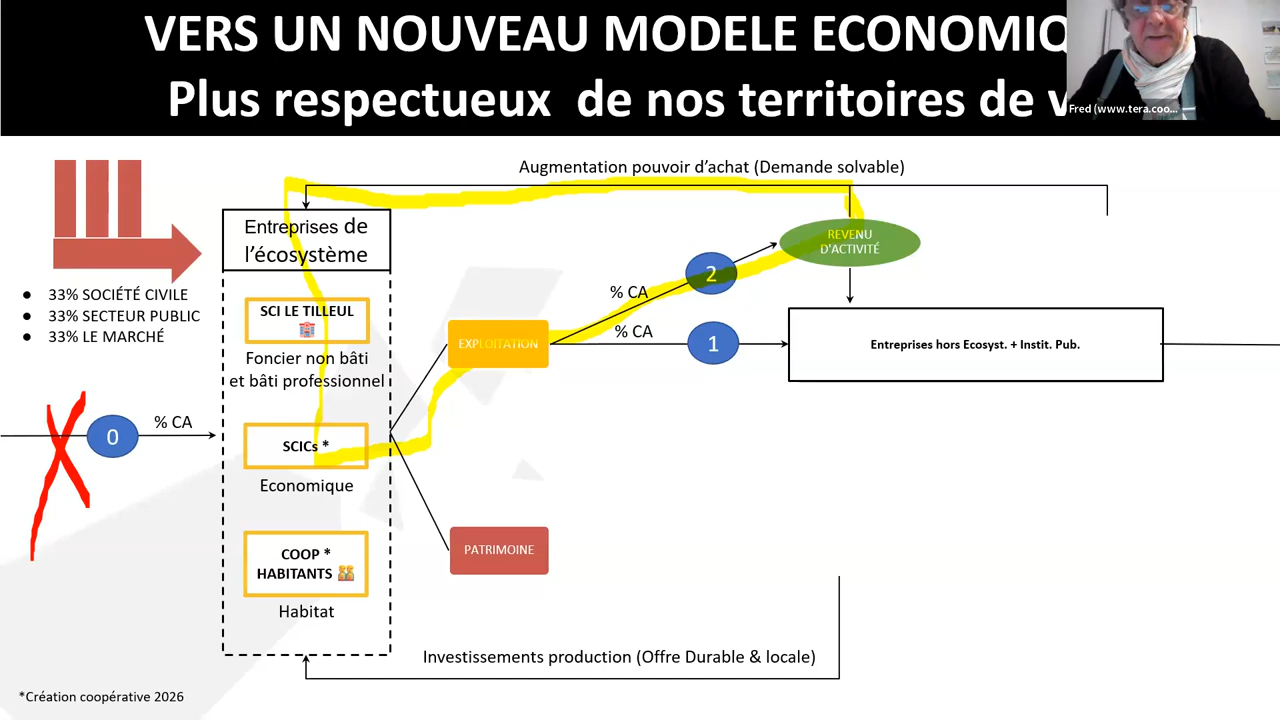 VERS UN NOUVEAU MODELE ECONOMIQ
Plus respectueux de nos territoires de v
Fred (www.tera.coo...
Augmentation pouvoir d’achat (Demande solvable)
Entreprises de
l’écosystème
REVENU
D'ACTIVITÉ
● 33% SOCIÉTÉ CIVILE
● 33% SECTEUR PUBLIC
● 33% LE MARCHÉ
SCI LE TILLEUL
Foncier non bâti
et bâti professionnel
EXPLOITATION
% CA
2
% CA
1
Entreprises hors Ecosyst. + Instit. Pub.
0
% CA
SCICs *
Economique
COOP *
HABITANTS
Habitat
PATRIMOINE
Investissements production (Offre Durable & locale)
*Création coopérative 2026